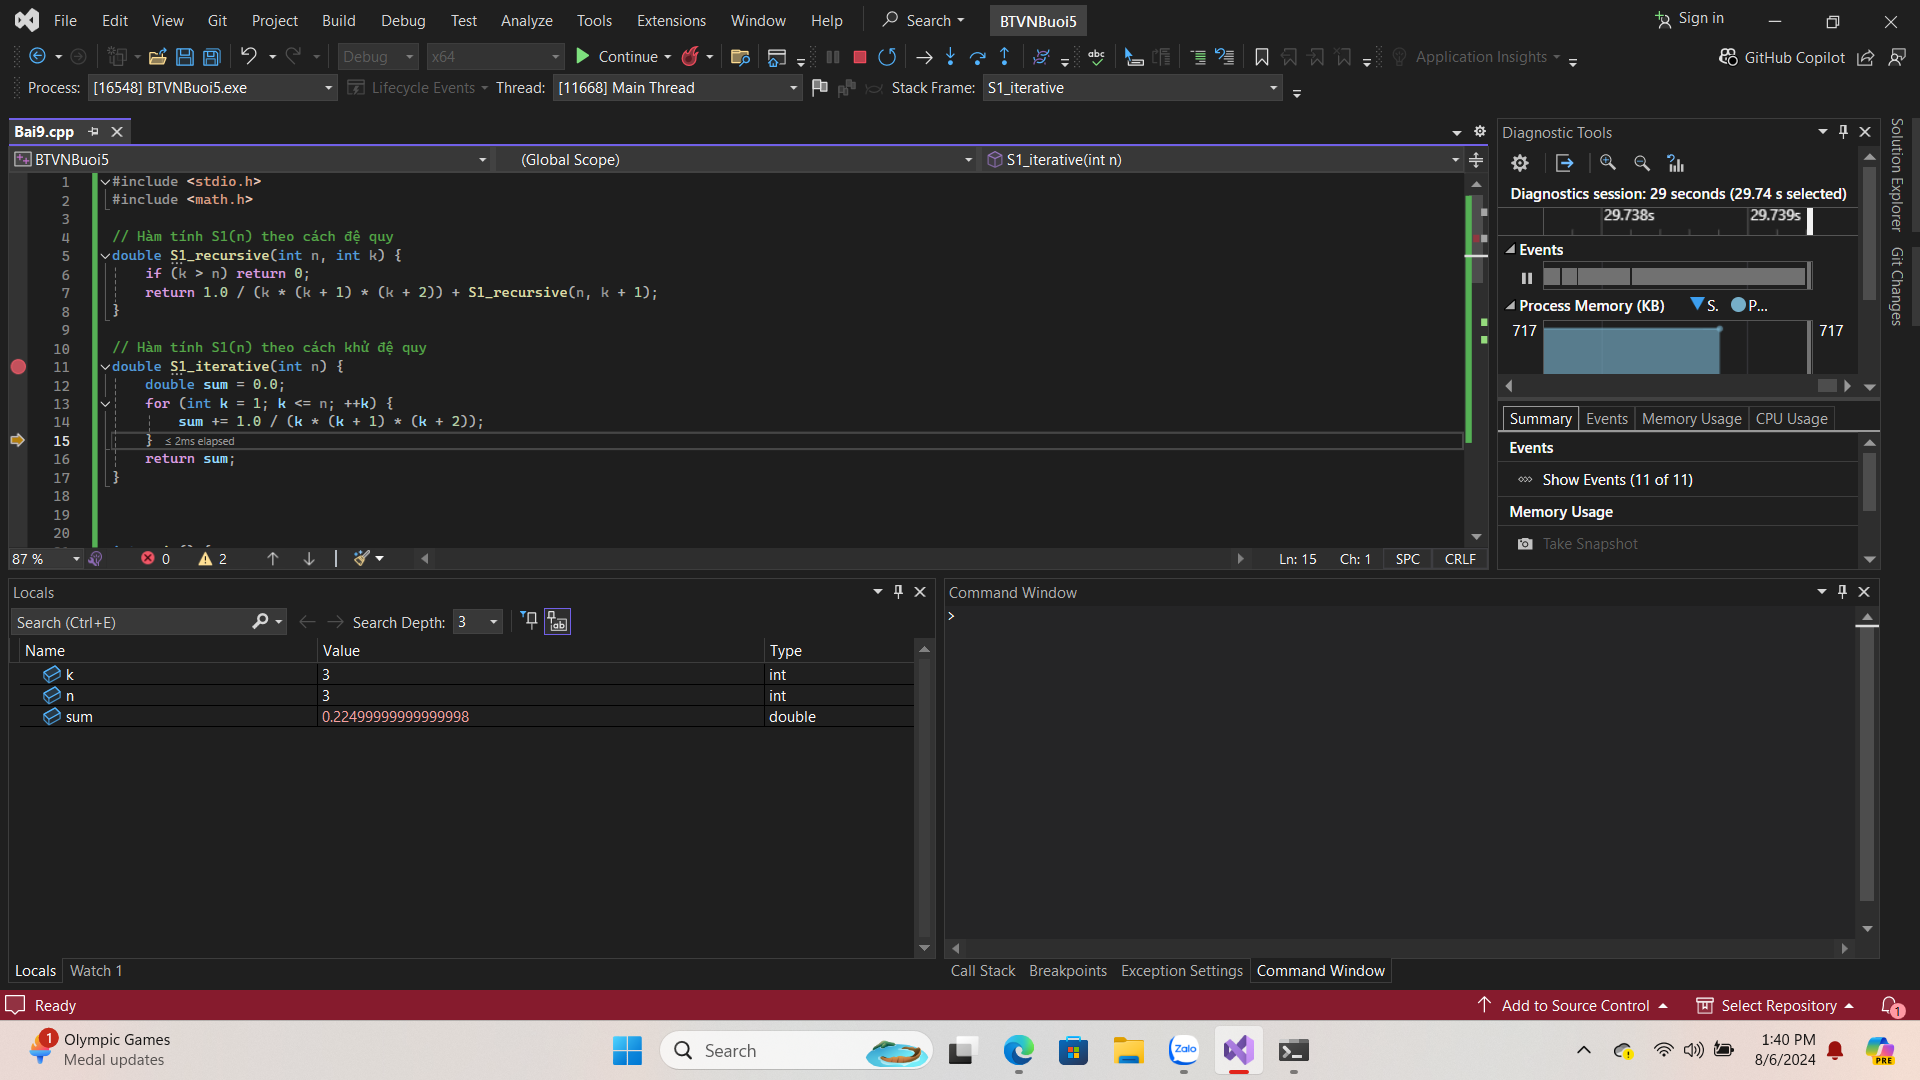 File Edit View Git Project Build Debug Test Analyze Tools Extensions Window Help Search BTVNBuoi5 Sign in
Debug x64 Continue Application Insights GitHub Copilot
Process: [16548] BTVNBuoi5.exe Lifecycle Events Thread: [11668] Main Thread Stack Frame: S1_iterative
Bai9.cpp
BTVNBuoi5 (Global Scope) S1_iterative(int n)
1 #include <stdio.h>
2 #include <math.h>
3
4 // Hàm tính S1(n) theo cách đệ quy
5 double S1_recursive(int n, int k) {
6 if (k > n) return 0;
7 return 1.0 / (k * (k + 1) * (k + 2)) + S1_recursive(n, k + 1);
8 }
9
10 // Hàm tính S1(n) theo cách khử đệ quy
11 double S1_iterative(int n) {
12 double sum = 0.0;
13 for (int k = 1; k <= n; ++k) {
14 sum += 1.0 / (k * (k + 1) * (k + 2));
15 } ≤ 2ms elapsed
16 return sum;
17 }
18
19
20
87 % 0 2 Ln: 15 Ch: 1 SPC CRLF
Diagnostic Tools
Diagnostics session: 29 seconds (29.74 s selected)
29.738s 29.739s
Events
Process Memory (KB) S. P...
717 717
Summary Events Memory Usage CPU Usage
Events
Show Events (11 of 11)
Memory Usage
Take Snapshot
Solution Explorer
Git Changes
Locals
Search (Ctrl+E) Search Depth: 3
Name Value Type
k 3 int
n 3 int
sum 0.22499999999999998 double
Locals Watch 1
Command Window
>
Call Stack Breakpoints Exception Settings Command Window
Ready Add to Source Control Select Repository 1
1 Olympic Games
Medal updates
Search
Zalo
1:40 PM
8/6/2024
PRE